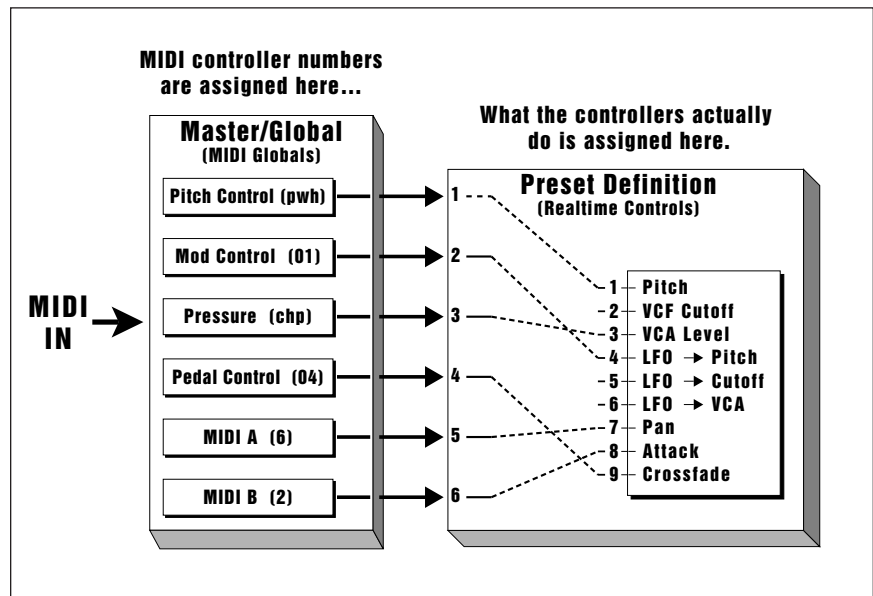 MIDI controller numbers
are assigned here...
Master/Global
(MIDI Globals)
Pitch Control (pwh)
Mod Control (01)
Pressure (chp)
Pedal Control (04)
MIDI A (6)
MIDI B (2)
MIDI
IN
What the controllers actually
do is assigned here.
Preset Definition
(Realtime Controls)
1
2
3
4
5
6
1 Pitch
2 VCF Cutoff
3 VCA Level
4 LFO → Pitch
5 LFO → Cutoff
6 LFO → VCA
7 Pan
8 Attack
9 Crossfade